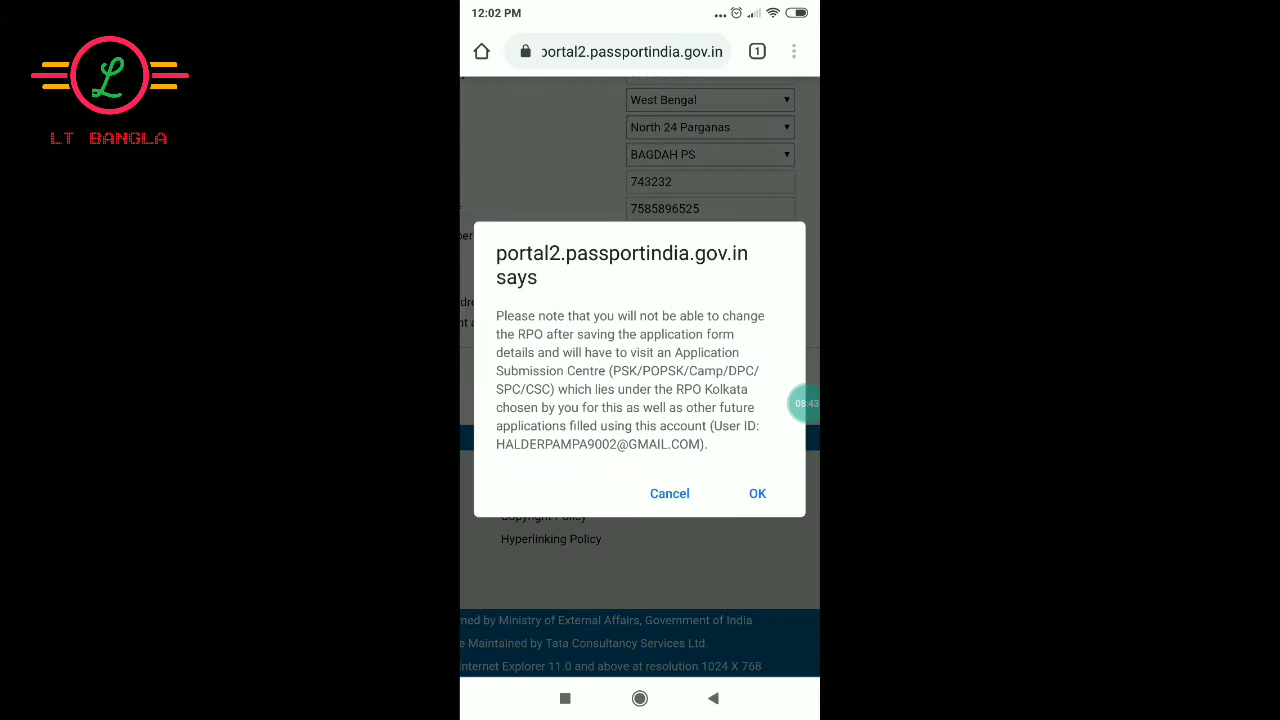 12:02 PM
portal2.passportindia.gov.in
1
L
LT BANGLA
West Bengal
North 24 Parganas
BAGDAH PS
743232
7585896525
per
portal2.passportindia.gov.in
says
Please note that you will not be able to change
the RPO after saving the application form
details and will have to visit an Application
Submission Centre (PSK/POPSK/Camp/DPC/
SPC/CSC) which lies under the RPO Kolkata
chosen by you for this as well as other future
applications filled using this account (User ID:
HALDERPAMPA9002@GMAIL.COM).
08:43
Cancel OK
Copyright Policy
Hyperlinking Policy
ned by Ministry of External Affairs, Government of India
e Maintained by Tata Consultancy Services Ltd.
nternet Explorer 11.0 and above at resolution 1024 X 768